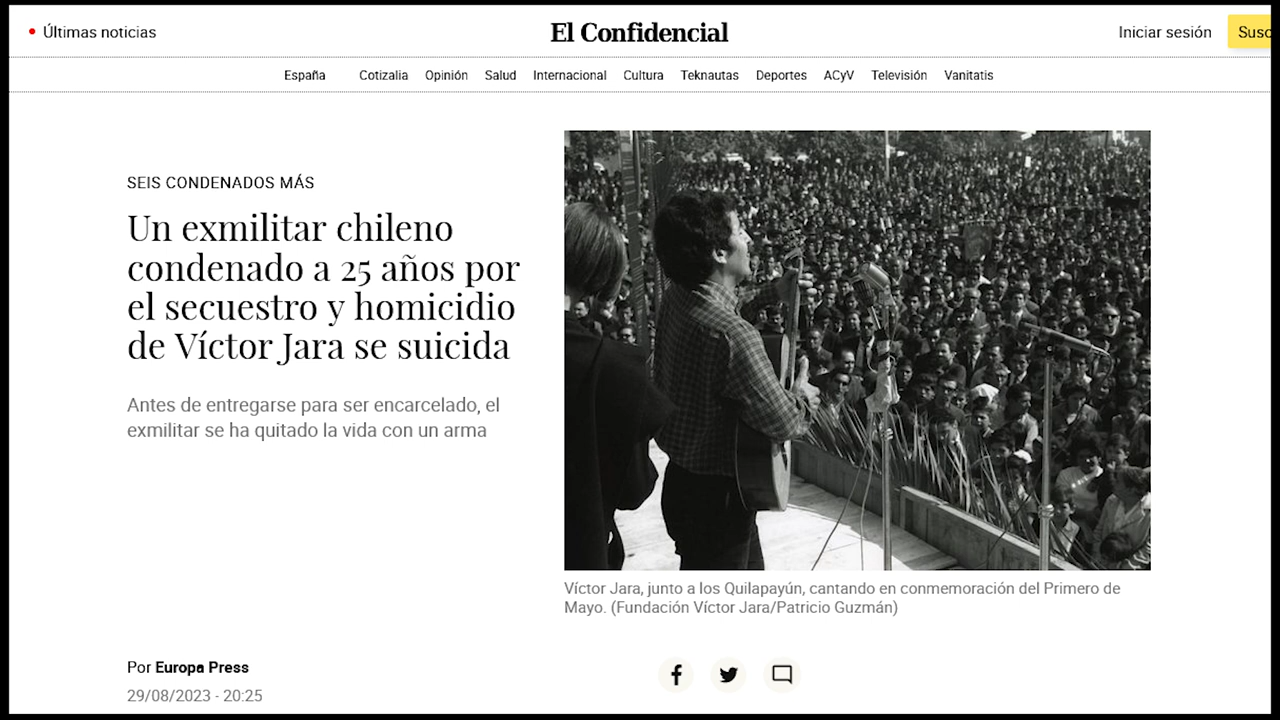 Últimas noticias
El Confidencial
Iniciar sesión
Susc
España Cotizalia Opinión Salud Internacional Cultura Teknautas Deportes ACyV Televisión Vanitatis
SEIS CONDENADOS MÁS
Un exmilitar chileno
condenado a 25 años por
el secuestro y homicidio
de Víctor Jara se suicida
Antes de entregarse para ser encarcelado, el
exmilitar se ha quitado la vida con un arma
Víctor Jara, junto a los Quilapayún, cantando en conmemoración del Primero de
Mayo. (Fundación Víctor Jara/Patricio Guzmán)
Por Europa Press
29/08/2023 - 20:25